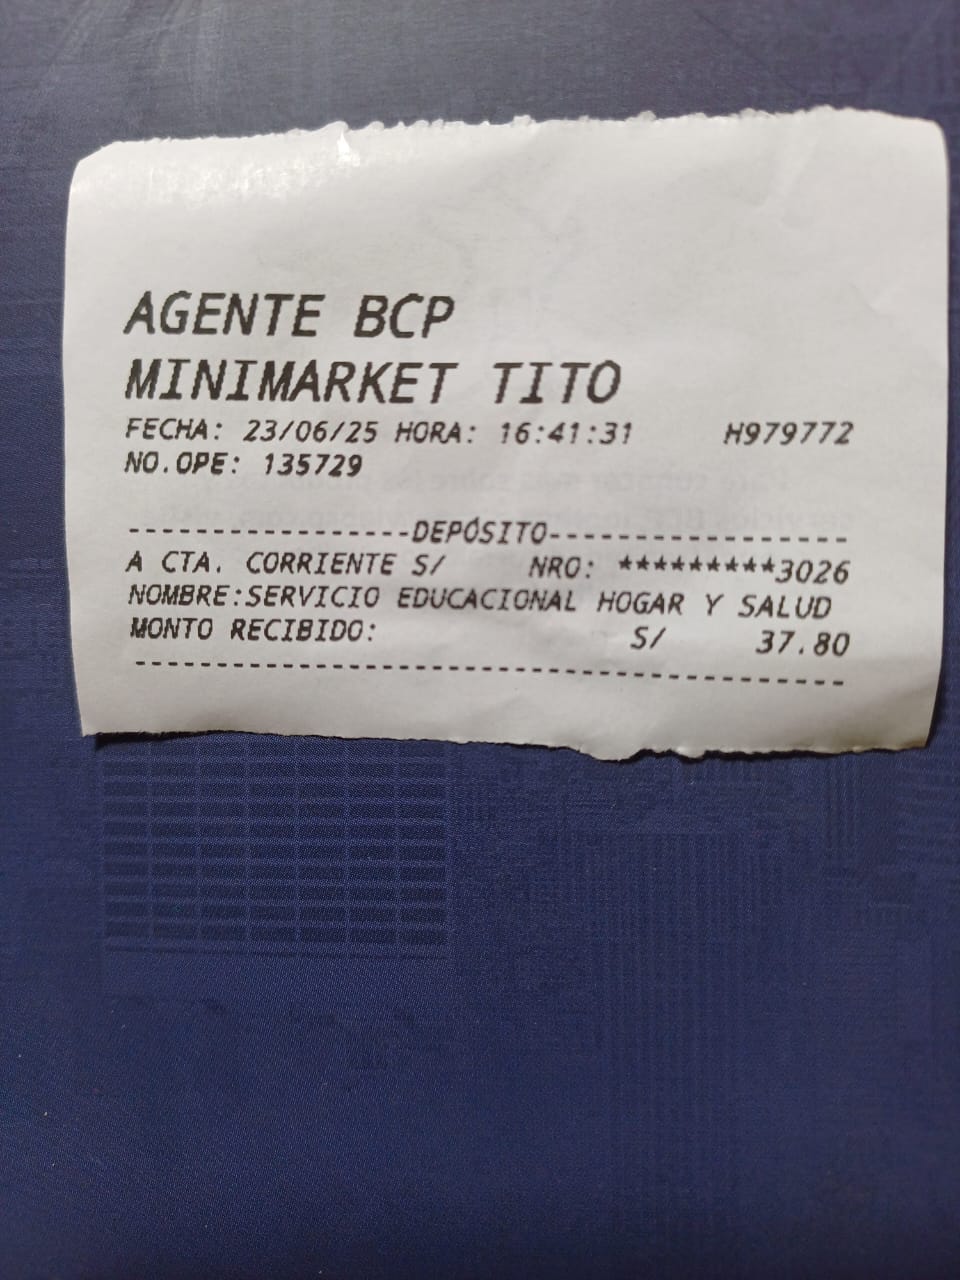 AGENTE BCP
MINIMARKET TITO
FECHA: 23/06/25 HORA: 16:41:31 H979772
NO.OPE: 135729
-----------------DEPÓSITO------------------
A CTA. CORRIENTE S/ NRO: *********3026
NOMBRE:SERVICIO EDUCACIONAL HOGAR Y SALUD
MONTO RECIBIDO: S/ 37.80
-------------------------------------------